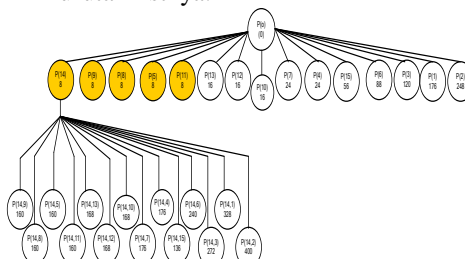 P(o)
(0)
P(14)
8
P(9)
8
P(8)
8
P(5)
8
P(11)
8
P(13)
16
P(12)
16
P(10)
16
P(7)
24
P(4)
24
P(15)
56
P(6)
88
P(3)
120
P(1)
176
P(2)
248
P(14,9)
160
P(14,8)
160
P(14,5)
160
P(14,11)
160
P(14,13)
168
P(14,12)
168
P(14,10)
168
P(14,7)
176
P(14,4)
176
P(14,15)
136
P(14,6)
240
P(14,3)
272
P(14,1)
328
P(14,2)
400